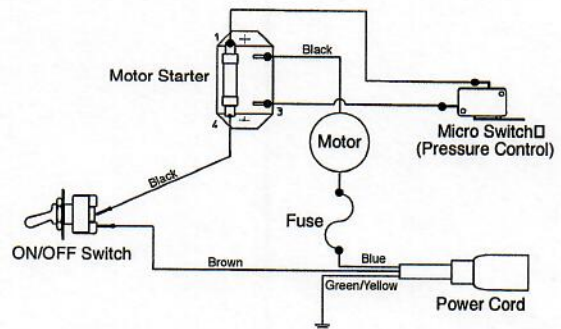 1
Black
Motor Starter
3
4
Micro Switch□
(Pressure Control)
Motor
Black
Fuse
ON/OFF Switch
Blue
Brown
Green/Yellow
Power Cord